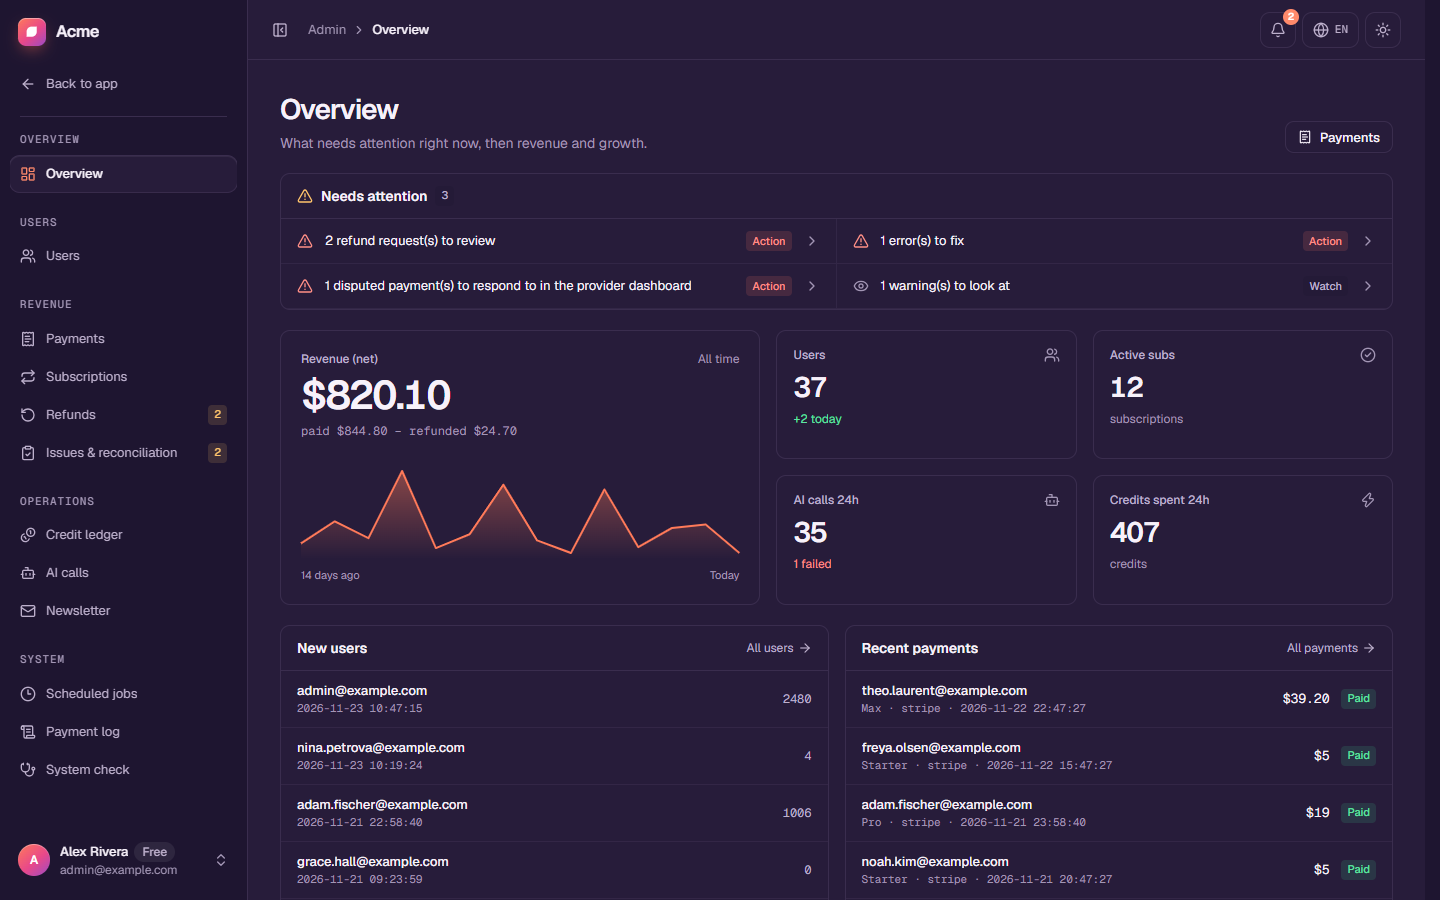 Acme
Back to app
OVERVIEW
Overview
USERS
Users
REVENUE
Payments
Subscriptions
Refunds 2
Issues & reconciliation 2
OPERATIONS
Credit ledger
AI calls
Newsletter
SYSTEM
Scheduled jobs
Payment log
System check
A
Alex Rivera Free
admin@example.com
Admin Overview
2
EN
Overview
What needs attention right now, then revenue and growth.
Payments
Needs attention 3
2 refund request(s) to review Action
1 error(s) to fix Action
1 disputed payment(s) to respond to in the provider dashboard Action
1 warning(s) to look at Watch
Revenue (net) All time
$820.10
paid $844.80 – refunded $24.70
14 days ago Today
Users
37
+2 today
Active subs
12
subscriptions
AI calls 24h
35
1 failed
Credits spent 24h
407
credits
New users All users
admin@example.com 2480
2026-11-23 10:47:15
nina.petrova@example.com 4
2026-11-23 10:19:24
adam.fischer@example.com 1006
2026-11-21 22:58:40
grace.hall@example.com 0
2026-11-21 09:23:59
Recent payments All payments
theo.laurent@example.com $39.20 Paid
Max · stripe · 2026-11-22 22:47:27
freya.olsen@example.com $5 Paid
Starter · stripe · 2026-11-22 15:47:27
adam.fischer@example.com $19 Paid
Pro · stripe · 2026-11-21 23:58:40
noah.kim@example.com $5 Paid
Starter · stripe · 2026-11-21 20:47:27